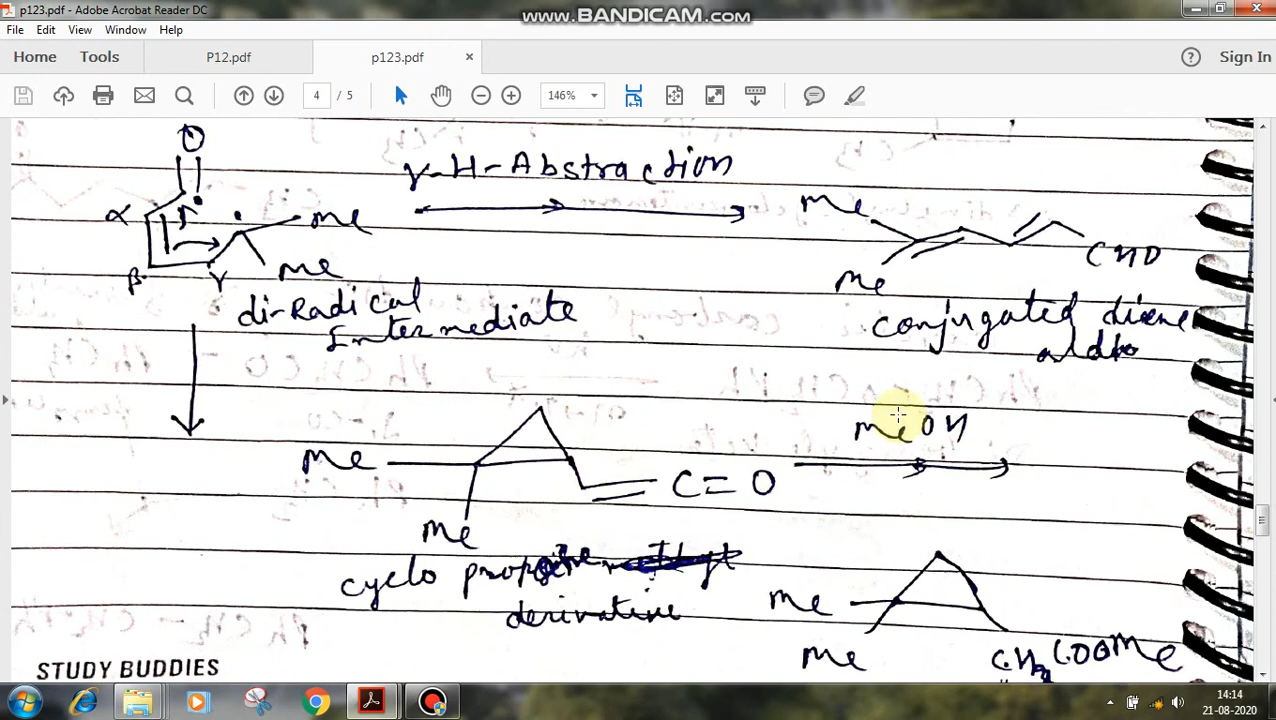 p123.pdf - Adobe Acrobat Reader DC
www.BANDICAM.com
File Edit View Window Help
Home Tools P12.pdf p123.pdf × ? Sign In
4 / 5 146%
O
γ-H-Abstraction
α Me Me
β γ Me Me CHO
di-Radical
Intermediate
conjugated diene
MeOH
Me C=O
Me
cyclo
derivative
Me
Me CH2COOMe
STUDY BUDDIES
14:14
21-08-2020